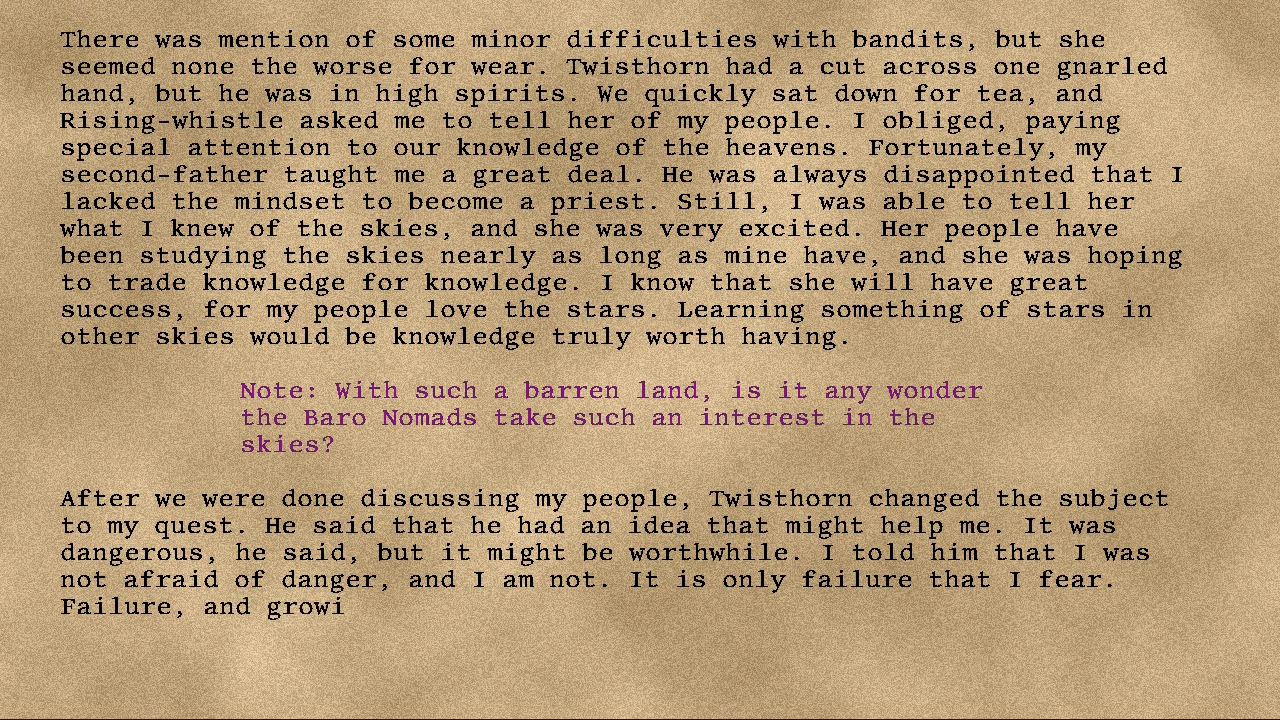 There was mention of some minor difficulties with bandits, but she
seemed none the worse for wear. Twisthorn had a cut across one gnarled
hand, but he was in high spirits. We quickly sat down for tea, and
Rising-whistle asked me to tell her of my people. I obliged, paying
special attention to our knowledge of the heavens. Fortunately, my
second-father taught me a great deal. He was always disappointed that I
lacked the mindset to become a priest. Still, I was able to tell her
what I knew of the skies, and she was very excited. Her people have
been studying the skies nearly as long as mine have, and she was hoping
to trade knowledge for knowledge. I know that she will have great
success, for my people love the stars. Learning something of stars in
other skies would be knowledge truly worth having.
Note: With such a barren land, is it any wonder
the Baro Nomads take such an interest in the
skies?
After we were done discussing my people, Twisthorn changed the subject
to my quest. He said that he had an idea that might help me. It was
dangerous, he said, but it might be worthwhile. I told him that I was
not afraid of danger, and I am not. It is only failure that I fear.
Failure, and growi